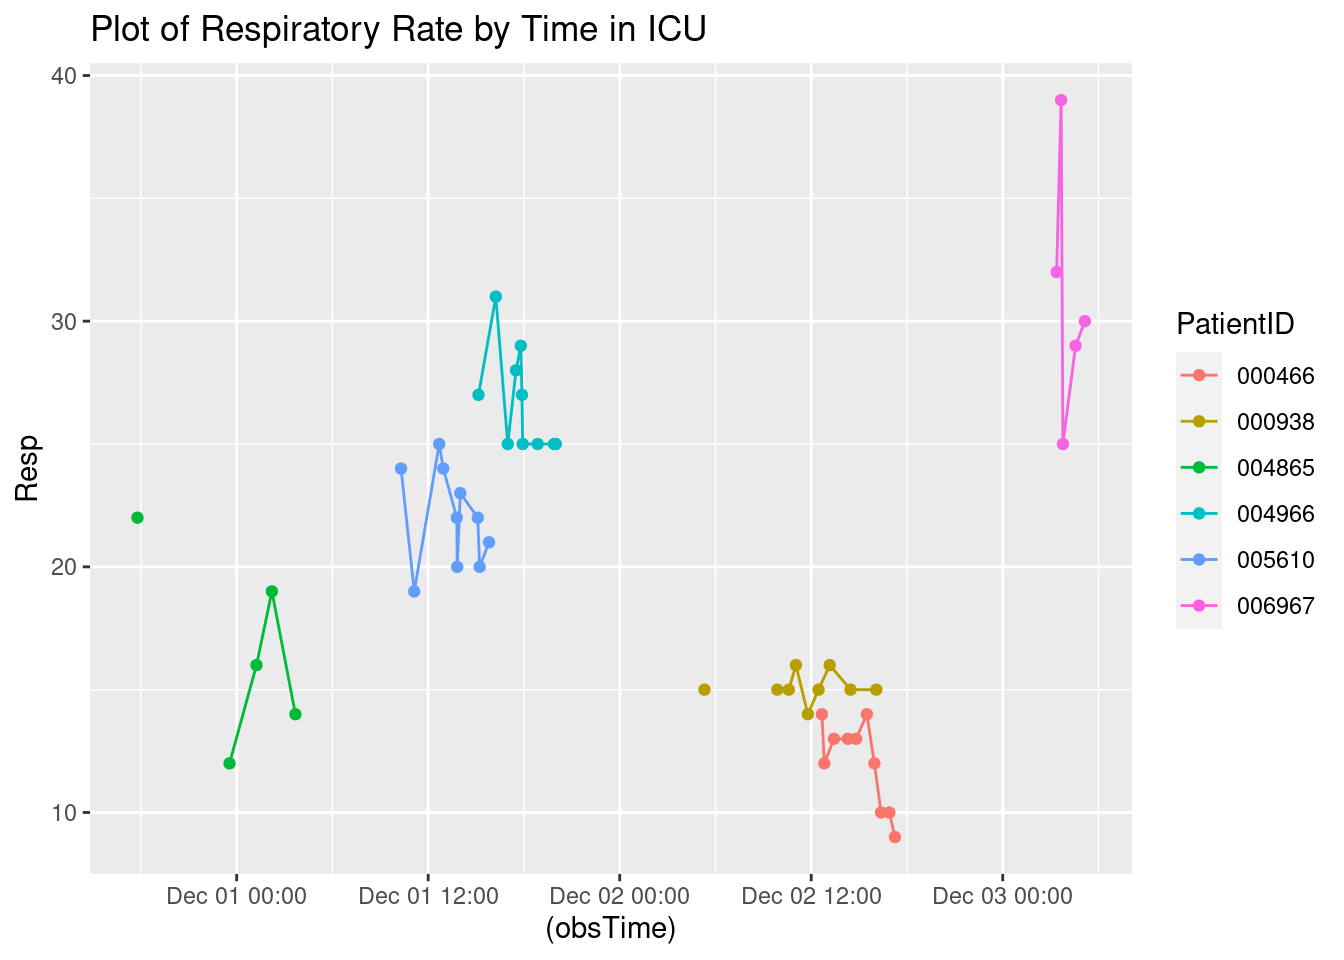 Plot of Respiratory Rate by Time in ICU
40
30
20
10
Resp
Dec 01 00:00
Dec 01 12:00
Dec 02 00:00
Dec 02 12:00
Dec 03 00:00
(obsTime)
PatientID
000466
000938
004865
004966
005610
006967